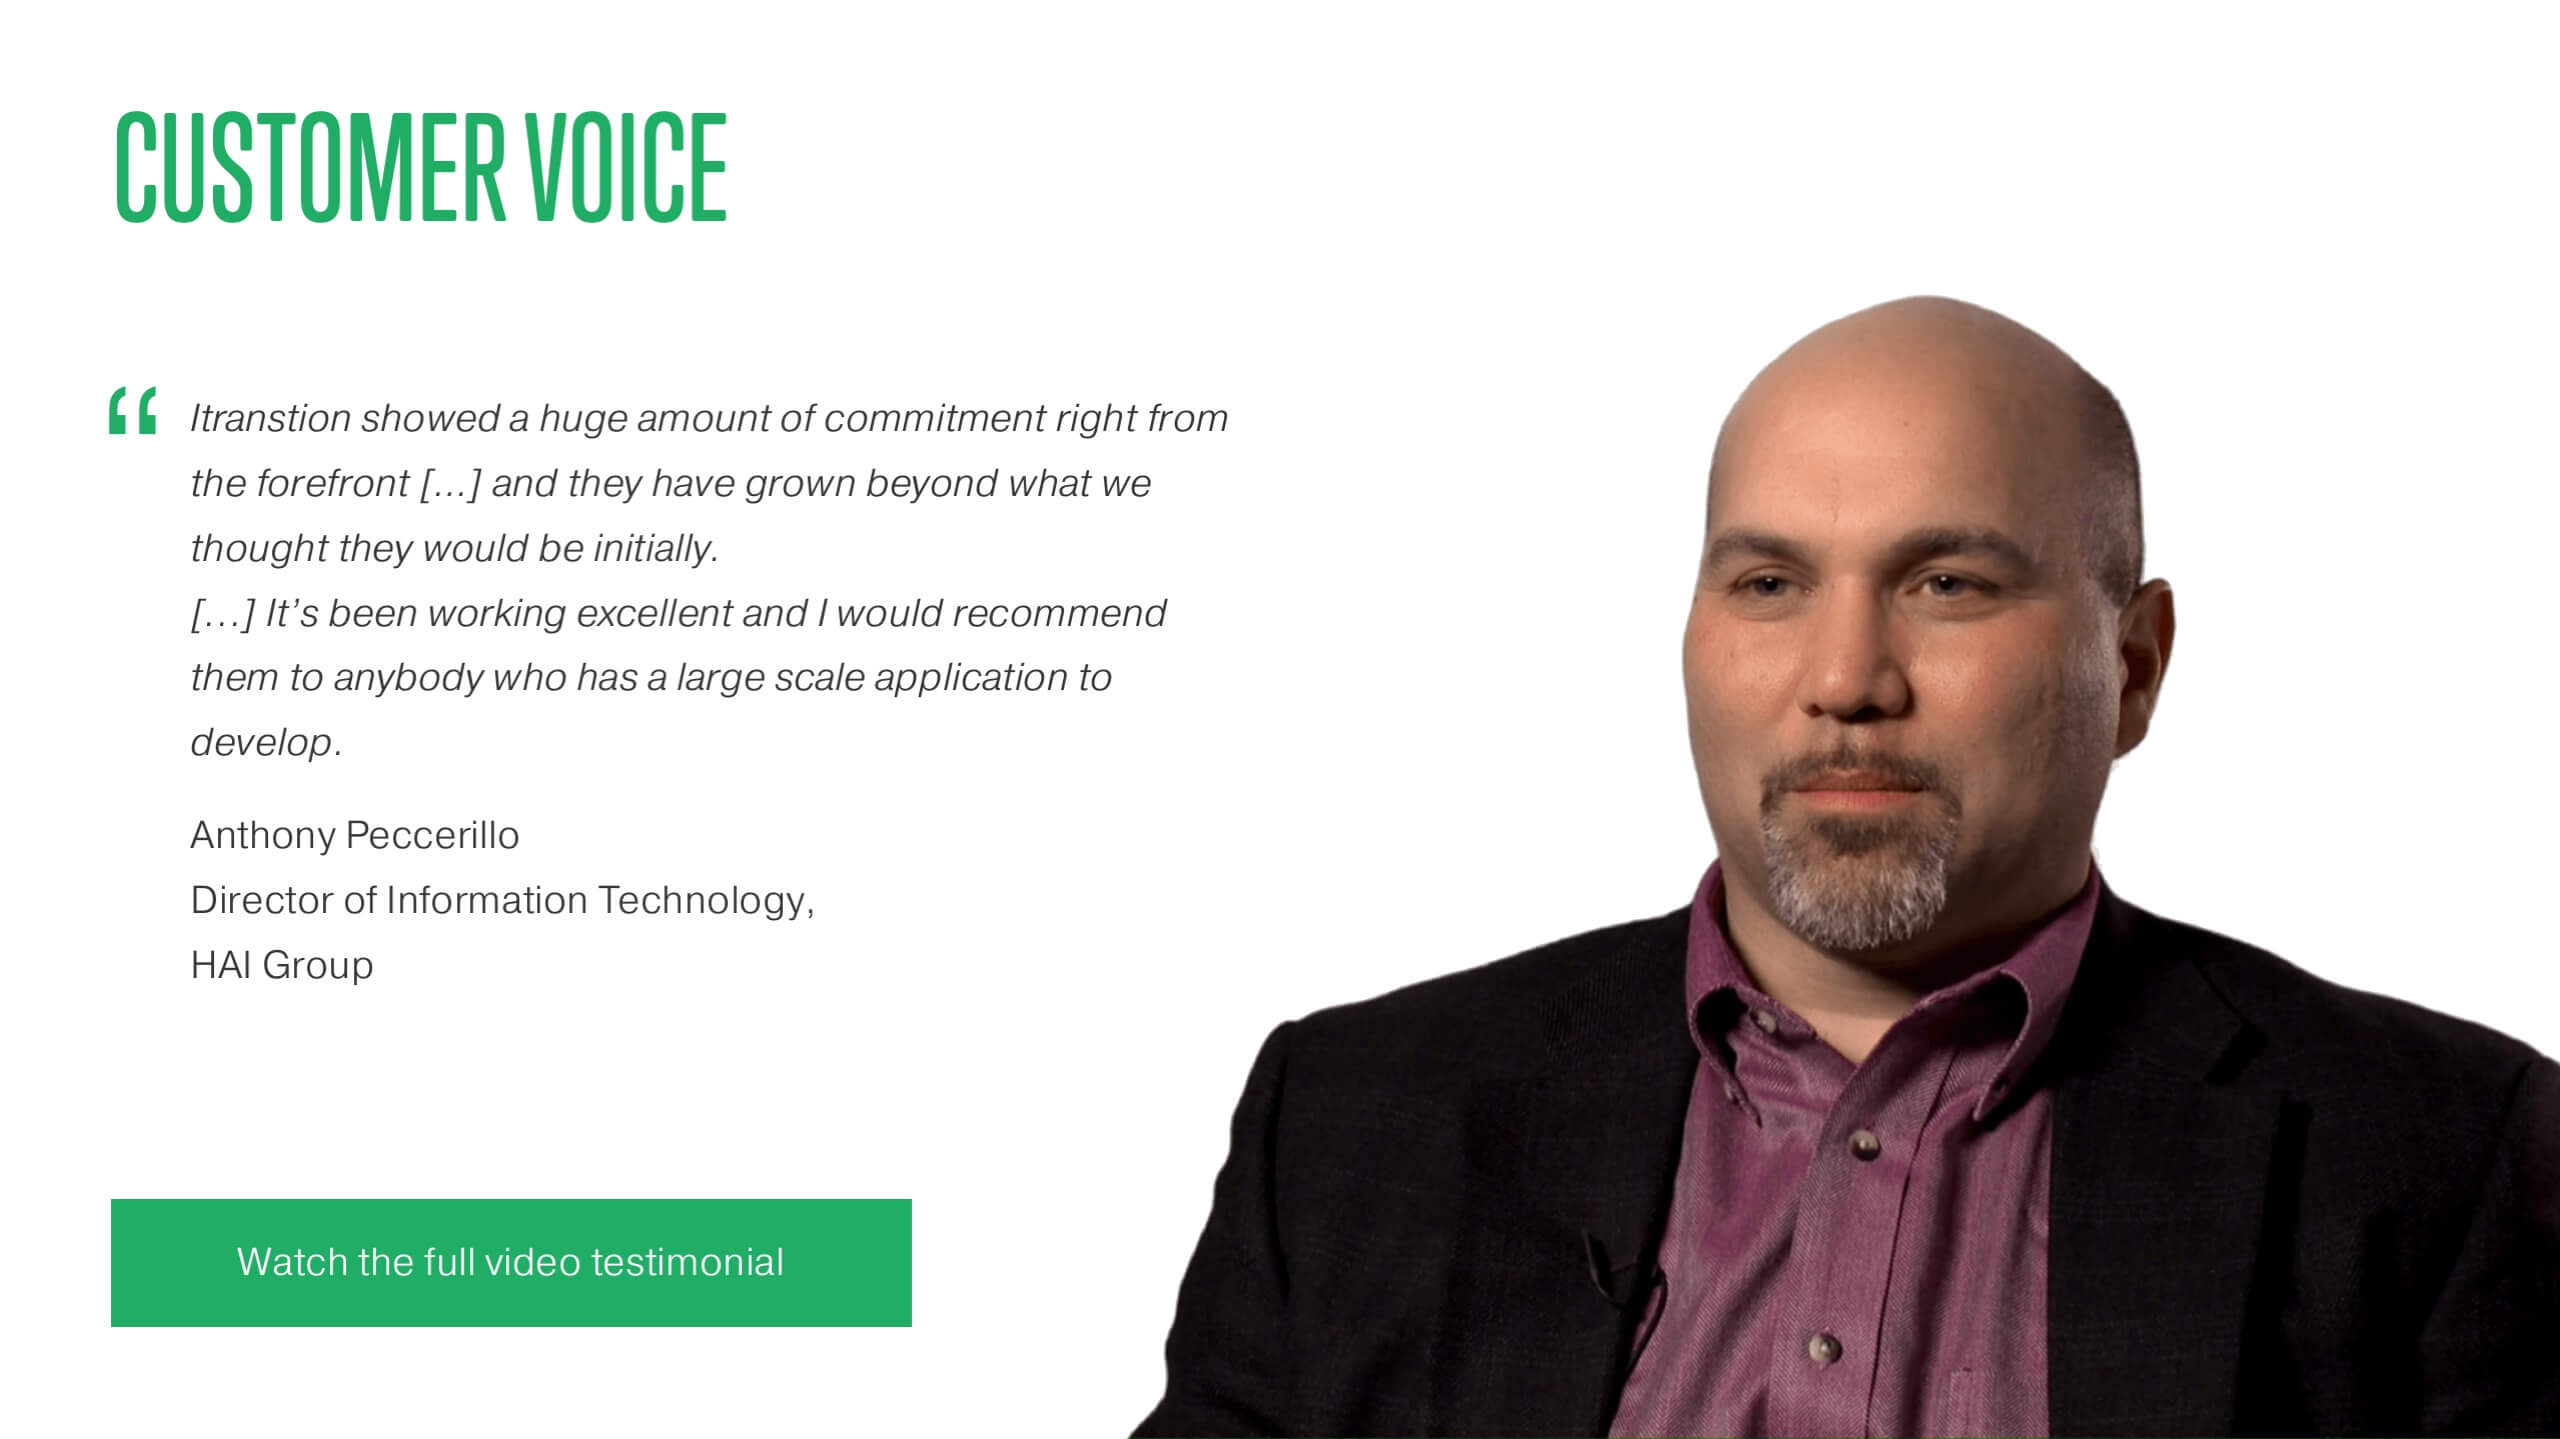 CUSTOMER VOICE
“
Itranstion showed a huge amount of commitment right from
the forefront [...] and they have grown beyond what we
thought they would be initially.
[...] It’s been working excellent and I would recommend
them to anybody who has a large scale application to
develop.
Anthony Peccerillo
Director of Information Technology,
HAI Group
Watch the full video testimonial